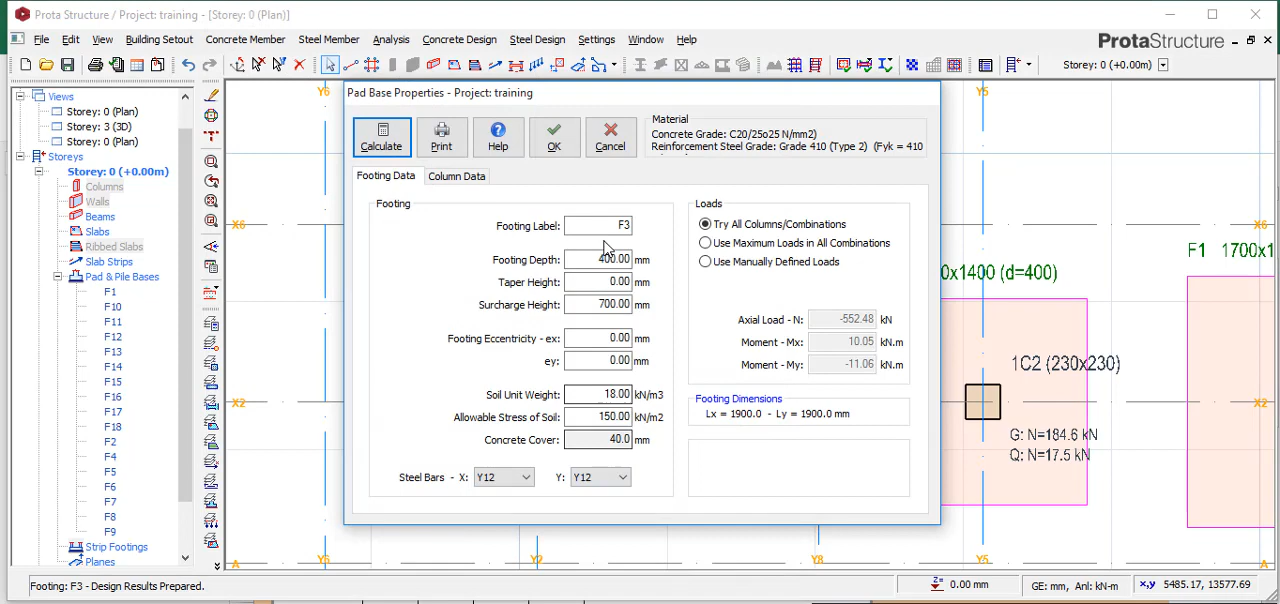 Prota Structure / Project: training - [Storey: 0 (Plan)]
File Edit View Building Setout Concrete Member Steel Member Analysis Concrete Design Steel Design Settings Window Help
ProtaStructure
Storey: 0 (+0.00m)
Views
Storey: 0 (Plan)
Storey: 3 (3D)
Storey: 0 (Plan)
Storeys
Storey: 0 (+0.00m)
Columns
Walls
Beams
Slabs
Ribbed Slabs
Slab Strips
Pad & Pile Bases
F1
F10
F11
F12
F13
F14
F15
F16
F17
F18
F2
F4
F5
F6
F7
F8
F9
Strip Footings
Planes
Pad Base Properties - Project: training
Calculate Print Help OK Cancel
Material
Concrete Grade: C20/25o25 N/mm2)
Reinforcement Steel Grade: Grade 410 (Type 2) (Fyk = 410
Footing Data Column Data
Footing
Footing Label: F3
Footing Depth: 400.00 mm
Taper Height: 0.00 mm
Surcharge Height: 700.00 mm
Footing Eccentricity - ex: 0.00 mm
ey: 0.00 mm
Soil Unit Weight: 18.00 kN/m3
Allowable Stress of Soil: 150.00 kN/m2
Concrete Cover: 40.0 mm
Steel Bars - X: Y12 Y: Y12
Loads
Try All Columns/Combinations
Use Maximum Loads in All Combinations
Use Manually Defined Loads
Axial Load - N: -552.48 kN
Moment - Mx: 10.05 kN.m
Moment - My: -11.06 kN.m
Footing Dimensions
Lx = 1900.0 - Ly = 1900.0 mm
Y6
Y5
X6
X6
F1 1700x1
0x1400 (d=400)
1C2 (230x230)
X2
X2
G: N=184.6 kN
Q: N=17.5 kN
A
Y6
Y2
Y8
Y5
A
Footing: F3 - Design Results Prepared.
Z= 0.00 mm
GE: mm, Anl: kN-m
x,y 5485.17, 13577.69